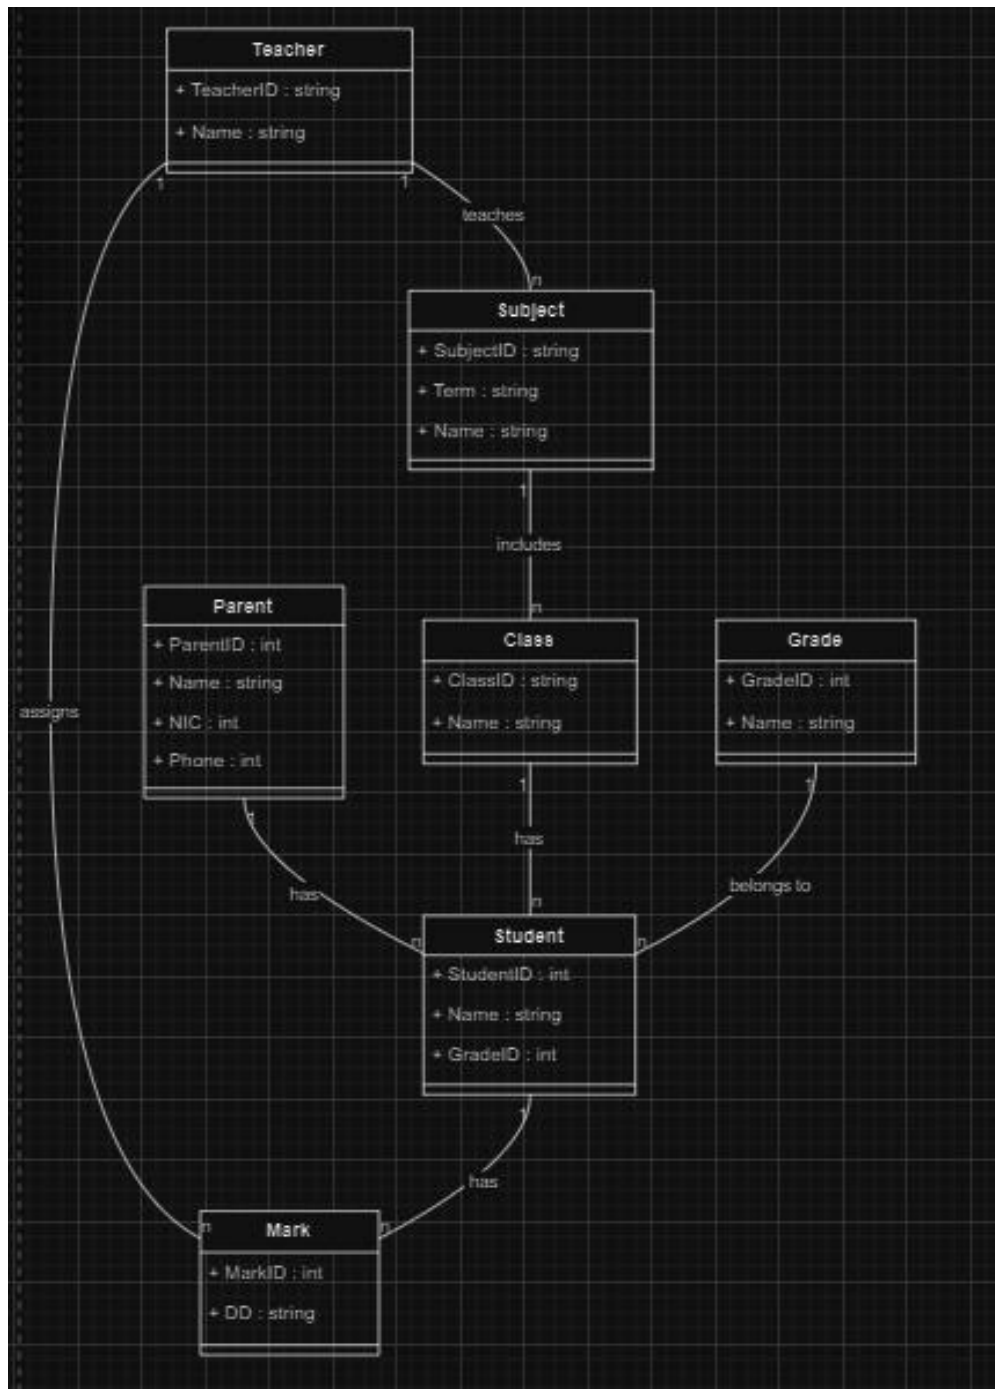 Teacher
+ TeacherID : string
+ Name : string
1
1
teaches
n
Subject
+ SubjectID : string
+ Term : string
+ Name : string
1
includes
n
Parent
+ ParentID : int
+ Name : string
+ NIC : int
+ Phone : int
1
Class
+ ClassID : string
+ Name : string
1
Grade
+ GradeID : int
+ Name : string
1
assigns
has
has
belongs to
n
n
n
Student
+ StudentID : int
+ Name : string
+ GradeID : int
1
has
n
n
Mark
+ MarkID : int
+ DD : string